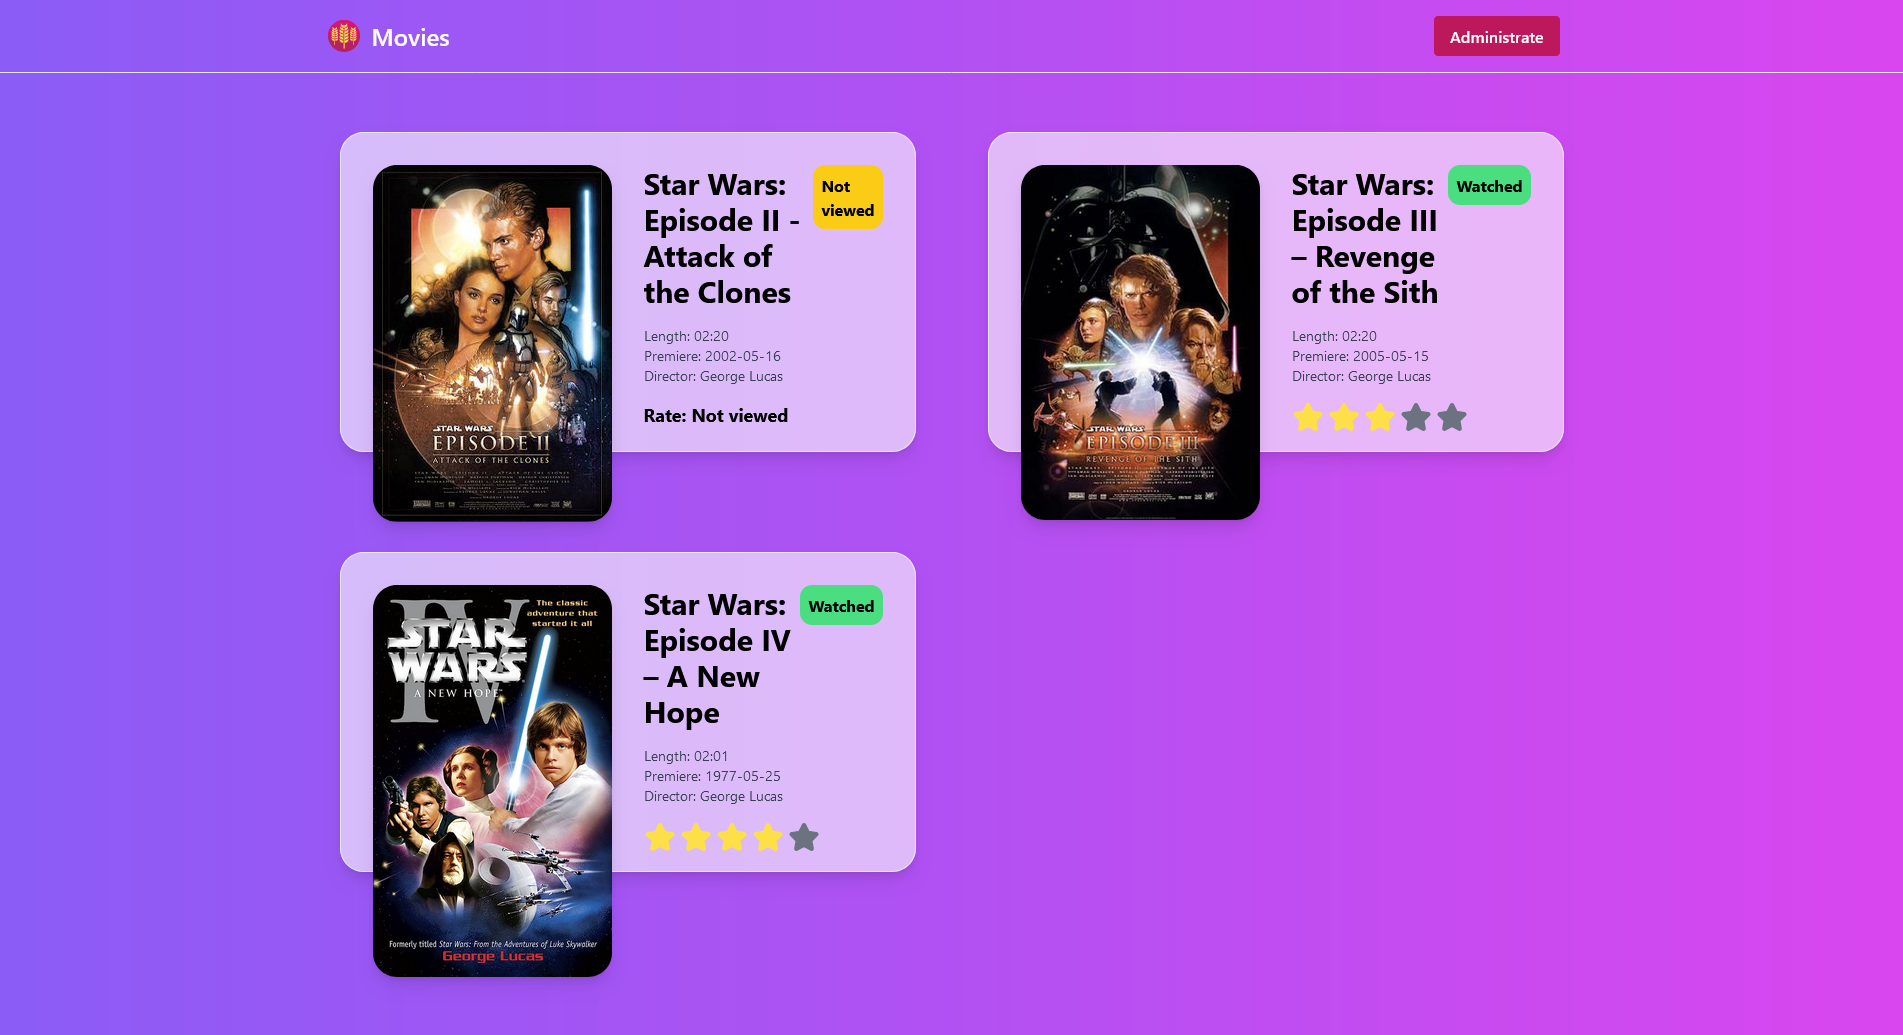 Movies
Administrate
Star Wars:
Episode II -
Attack of
the Clones
Not
viewed
Length: 02:20
Premiere: 2002-05-16
Director: George Lucas
Rate: Not viewed
STAR WARS
EPISODE II
ATTACK OF THE CLONES
Star Wars:
Episode III
– Revenge
of the Sith
Watched
Length: 02:20
Premiere: 2005-05-15
Director: George Lucas
STAR WARS
EPISODE III
REVENGE OF THE SITH
Star Wars:
Episode IV
– A New
Hope
Watched
Length: 02:01
Premiere: 1977-05-25
Director: George Lucas
IV
The classic
adventure that
started it all
STAR
WARS
A NEW HOPE
Formerly titled Star Wars: From the Adventures of Luke Skywalker
George Lucas